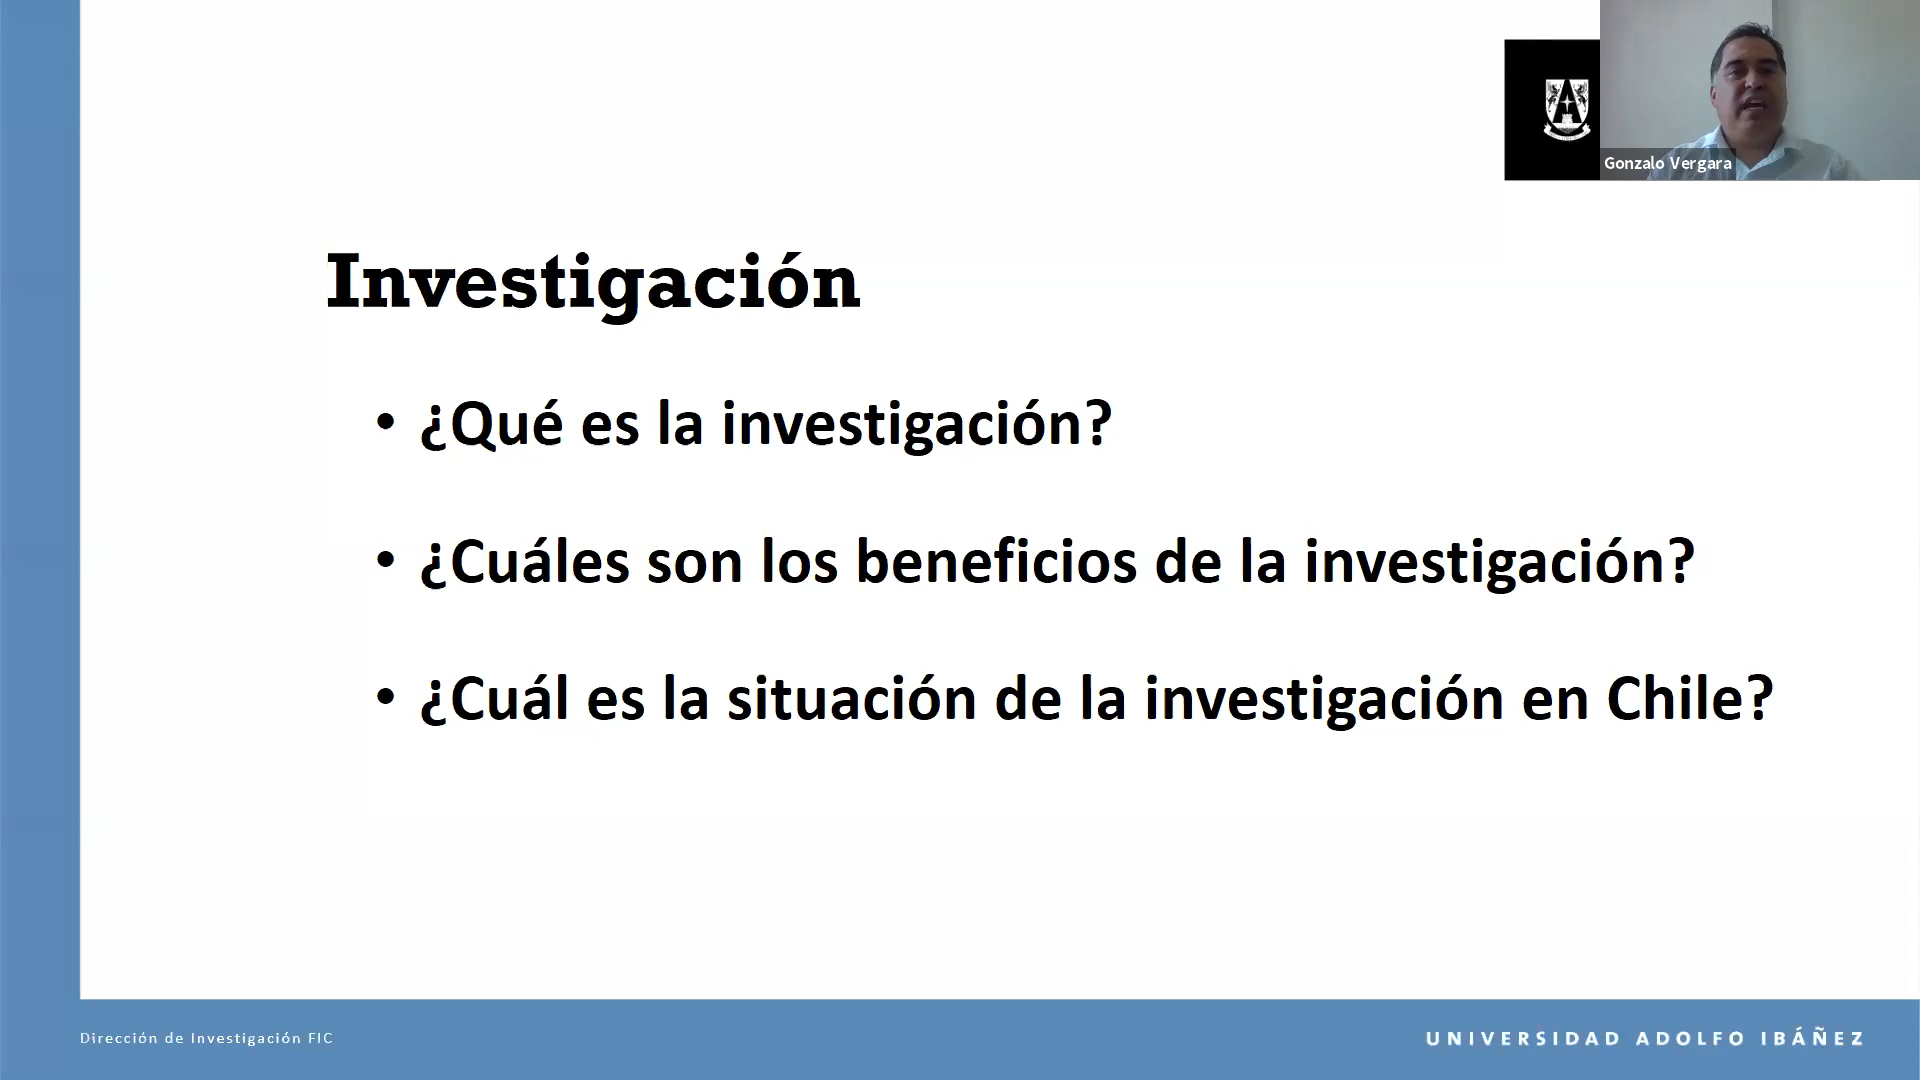 Gonzalo Vergara
Investigación
• ¿Qué es la investigación?
• ¿Cuáles son los beneficios de la investigación?
• ¿Cuál es la situación de la investigación en Chile?
Dirección de Investigación FIC
UNIVERSIDAD ADOLFO IBÁÑEZ